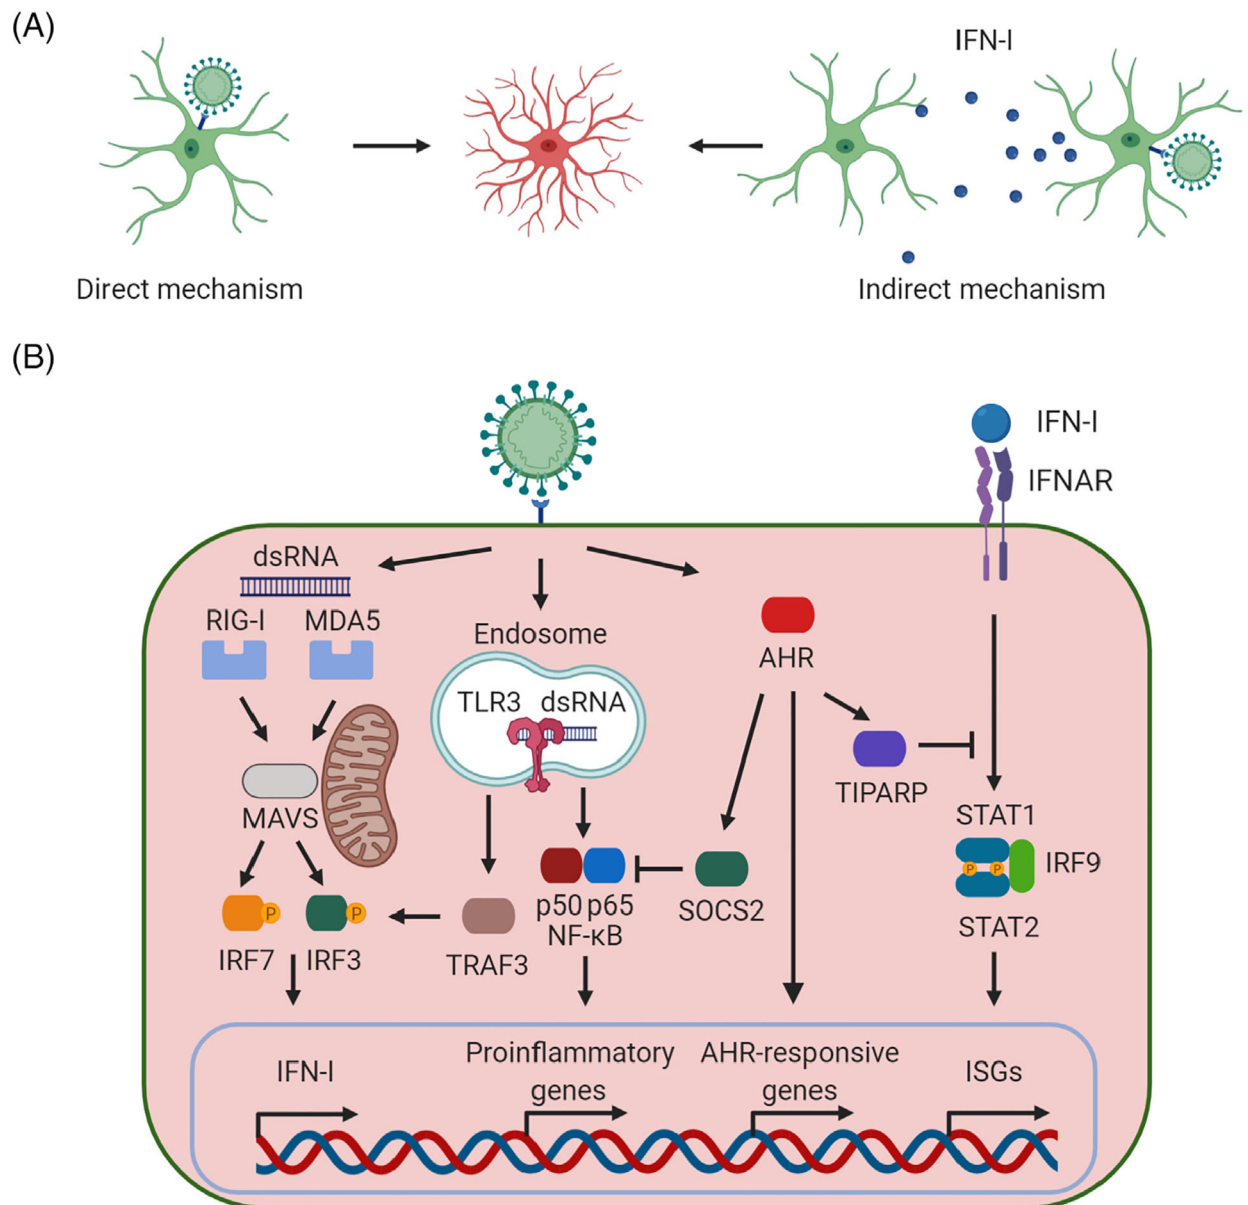 (A)
IFN-I
Direct mechanism
Indirect mechanism
(B)
IFN-I
IFNAR
dsRNA
RIG-I MDA5
Endosome
TLR3 dsRNA
AHR
MAVS
TIPARP
STAT1
IRF9
STAT2
P P
P P
IRF7 IRF3
TRAF3
p50 p65
NF-κB
SOCS2
IFN-I
Proinflammatory
genes
AHR-responsive
genes
ISGs